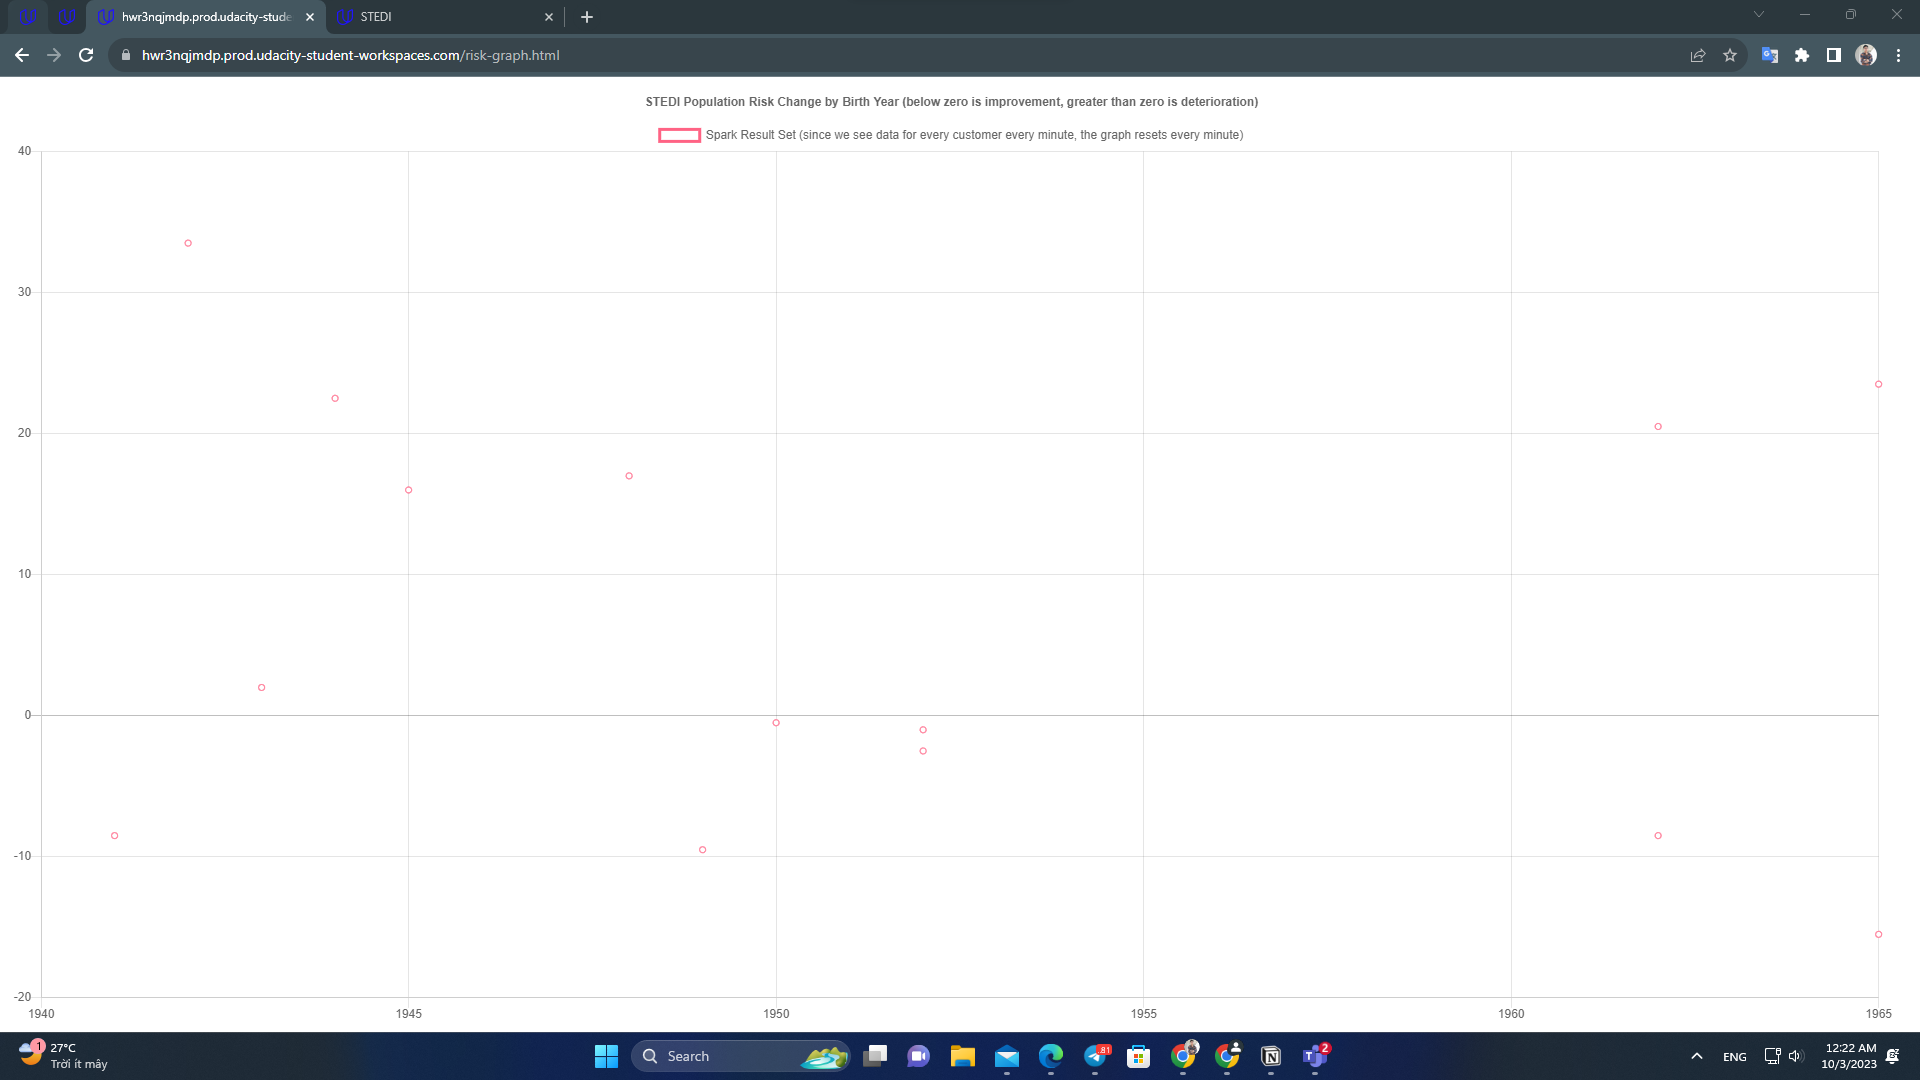 hwr3nqjmdp.prod.udacity-stude
STEDI
hwr3nqjmdp.prod.udacity-student-workspaces.com/risk-graph.html
STEDI Population Risk Change by Birth Year (below zero is improvement, greater than zero is deterioration)
Spark Result Set (since we see data for every customer every minute, the graph resets every minute)
40
30
20
10
0
-10
-20
1940 1945 1950 1955 1960 1965
1
27°C
Trời ít mây
Search
81
2
ENG
12:22 AM
10/3/2023